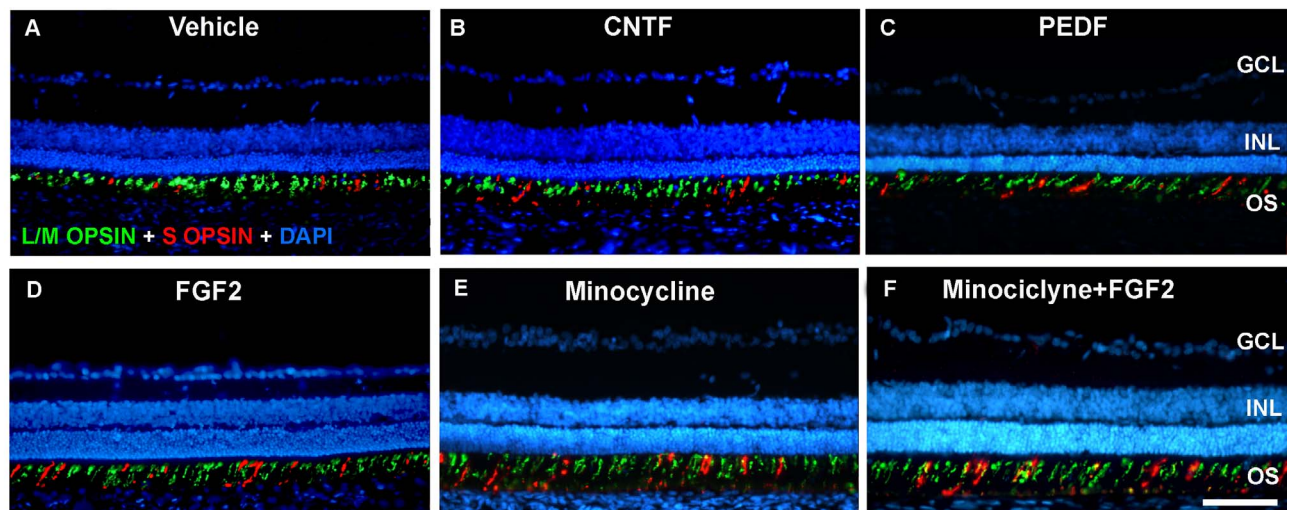 A Vehicle
B CNTF
C PEDF
GCL
INL
OS
L/M OPSIN + S OPSIN + DAPI
D FGF2
E Minocycline
F Minociclyne+FGF2
GCL
INL
OS